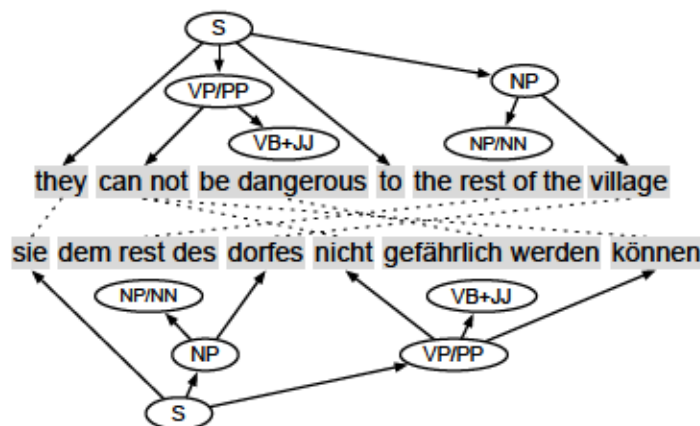 S
VP/PP NP
VB+JJ NP/NN
they can not be dangerous to the rest of the village
sie dem rest des dorfes nicht gefährlich werden können
NP/NN VB+JJ
NP VP/PP
S